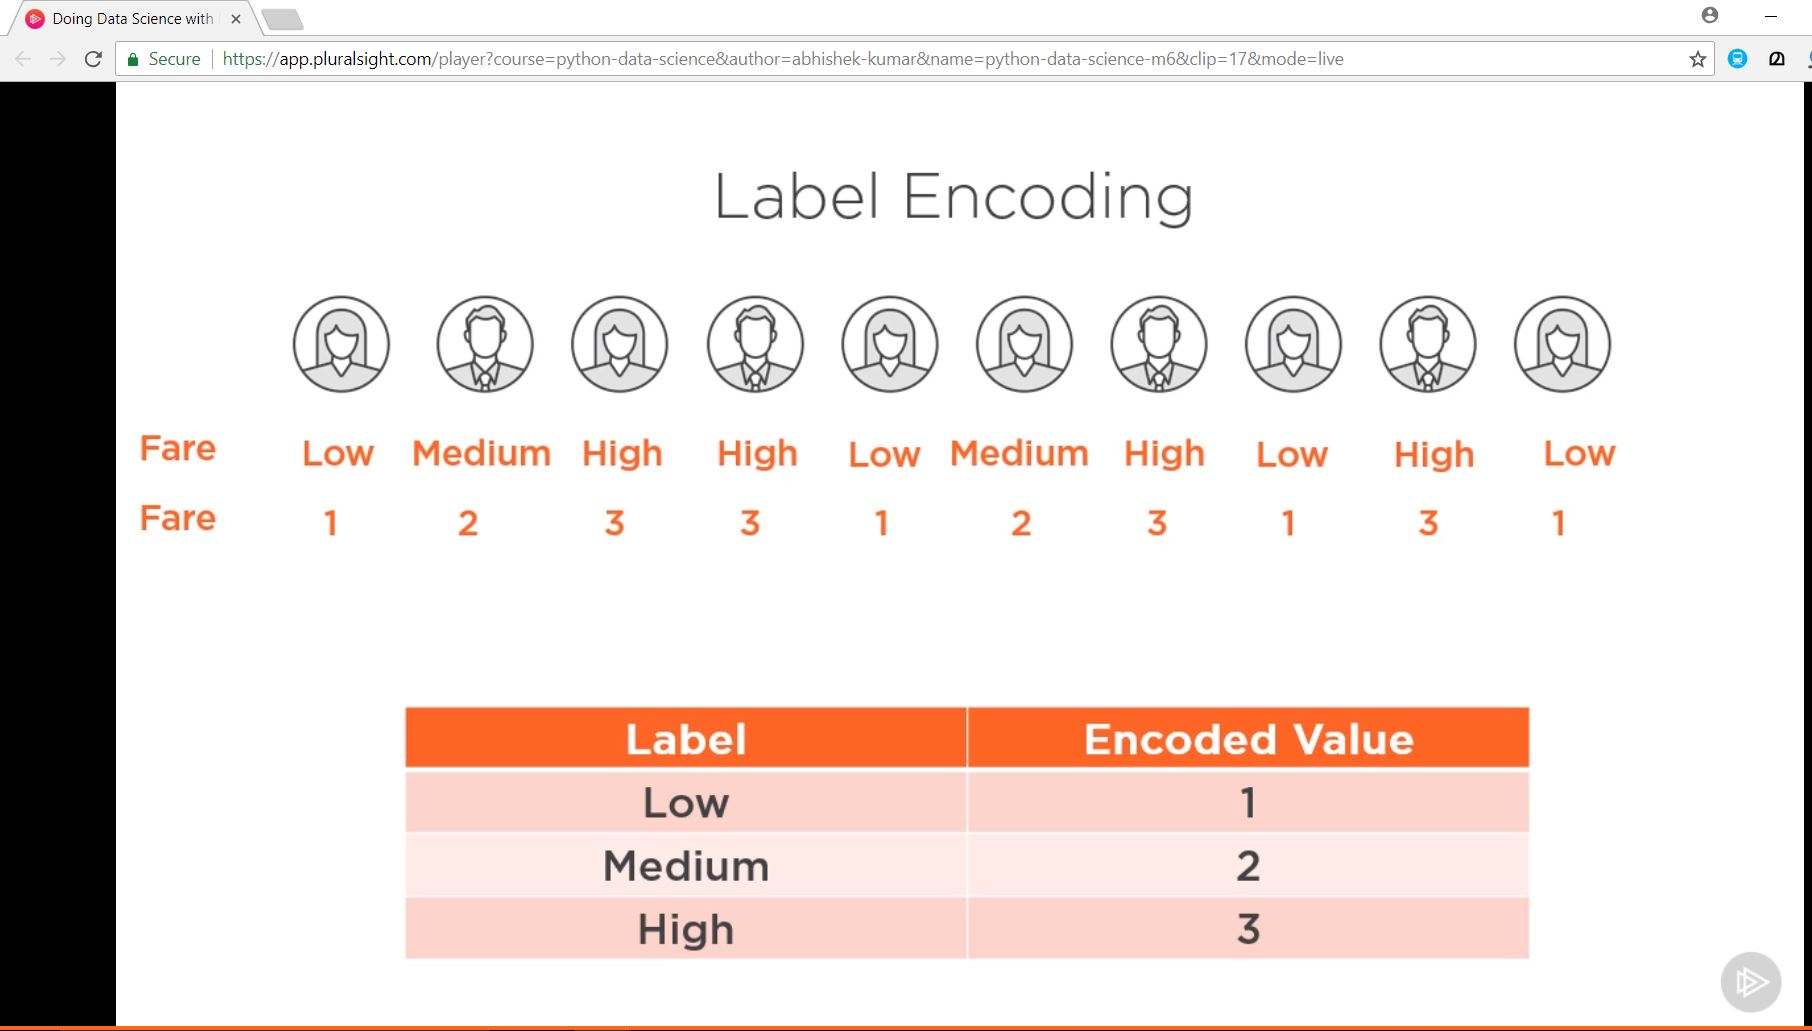 Doing Data Science with
Secure https://app.pluralsight.com/player?course=python-data-science&author=abhishek-kumar&name=python-data-science-m6&clip=17&mode=live
Label Encoding
Fare Low Medium High High Low Medium High Low High Low
Fare 1 2 3 3 1 2 3 1 3 1
Label Encoded Value
Low 1
Medium 2
High 3